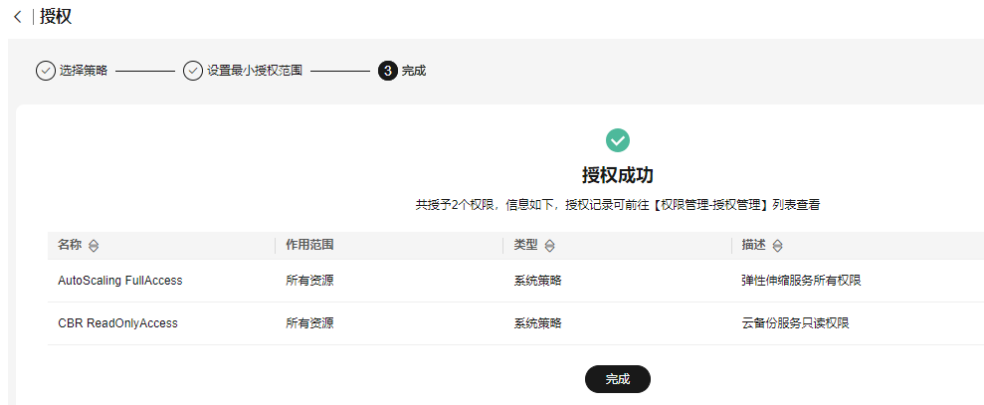 授权
选择策略 设置最小授权范围 3 完成
授权成功
共授予2个权限，信息如下，授权记录可前往【权限管理-授权管理】列表查看
名称 作用范围 类型 描述
AutoScaling FullAccess 所有资源 系统策略 弹性伸缩服务所有权限
CBR ReadOnlyAccess 所有资源 系统策略 云备份服务只读权限
完成